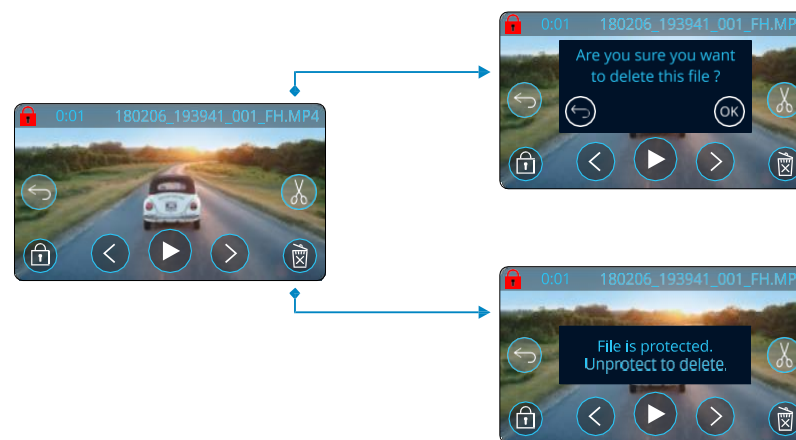 0:01 180206_193941_001_FH.MP4
Are you sure you want
to delete this file ?
OK
0:01 180206_193941_001_FH.MP4
0:01 180206_193941_001_FH.MP
File is protected.
Unprotect to delete.